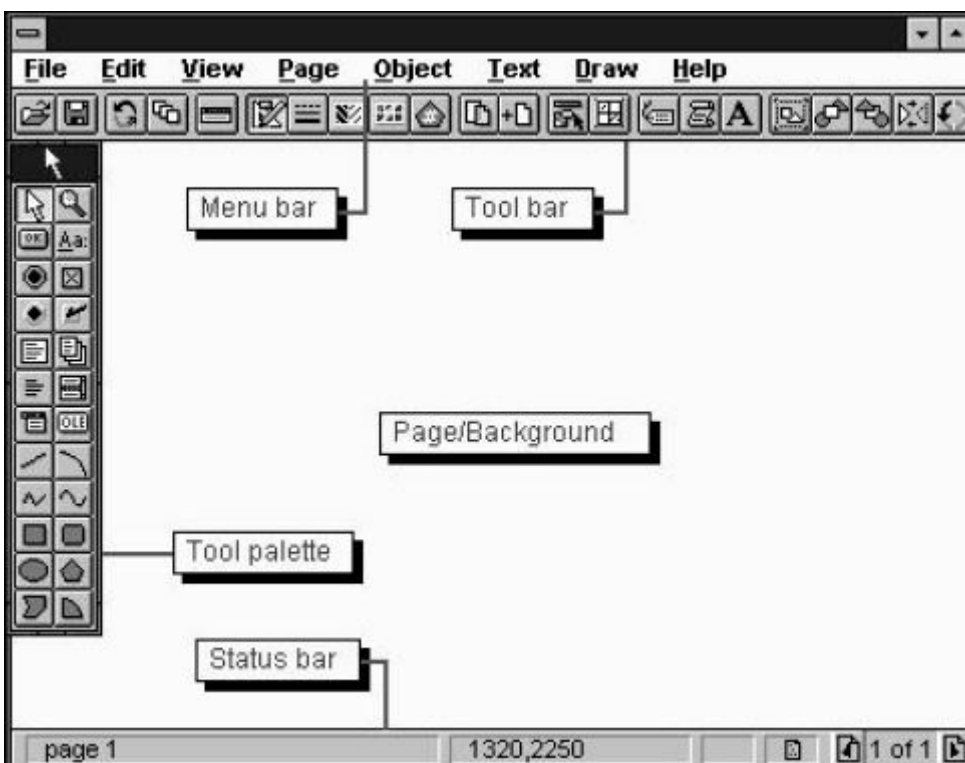 File Edit View Page Object Text Draw Help
A
Menu bar Tool bar
OK Aa:
Page/Background
OLE
Tool palette
Status bar
page 1 1320,2250 1 of 1